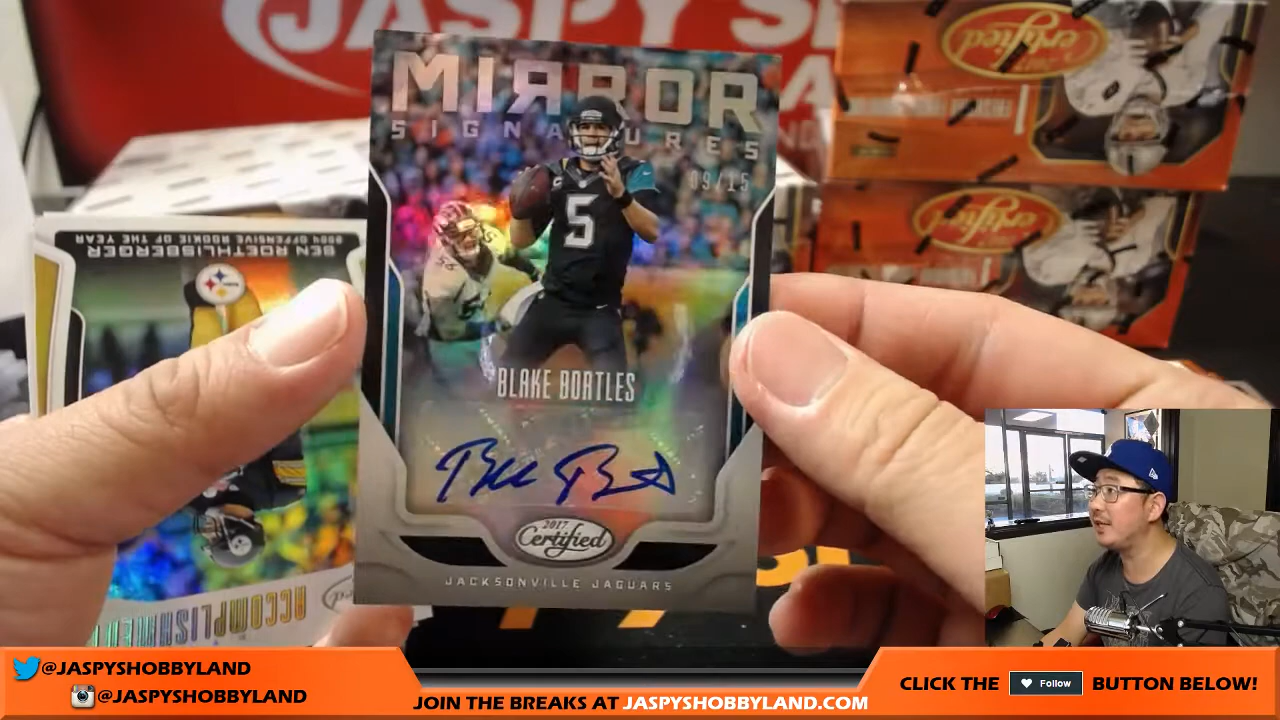 JASPY'S
MIRROR
SIGNATURES
09/15
5
BLAKE BORTLES
2017
Certified
JACKSONVILLE JAGUARS
BEN ROETHLISBERGER
2004 OFFENSIVE ROOKIE OF THE YEAR
Certified
Certified
@JASPYSHOBBYLAND
@JASPYSHOBBYLAND
JOIN THE BREAKS AT JASPYSHOBBYLAND.COM
CLICK THE
Follow
BUTTON BELOW!